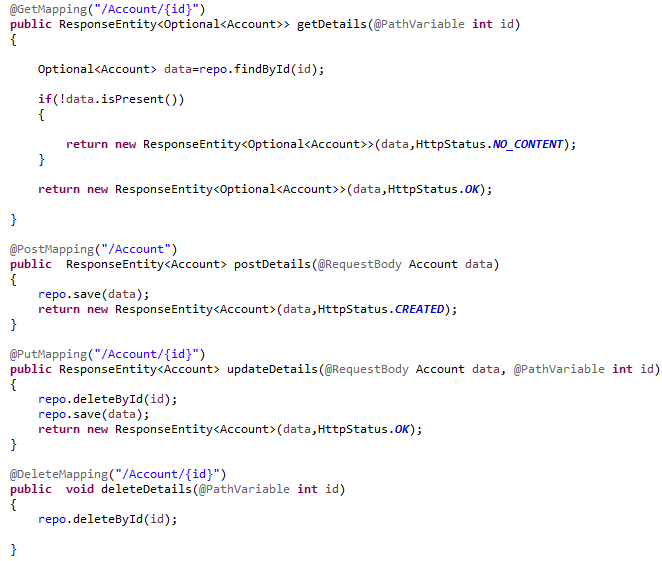 @GetMapping("/Account/{id}")
public ResponseEntity<Optional<Account>> getDetails(@PathVariable int id)
{
Optional<Account> data=repo.findById(id);
if(!data.isPresent())
{
return new ResponseEntity<Optional<Account>>(data,HttpStatus.NO_CONTENT);
}
return new ResponseEntity<Optional<Account>>(data,HttpStatus.OK);
}
@PostMapping("/Account")
public  ResponseEntity<Account> postDetails(@RequestBody Account data)
{
repo.save(data);
return new ResponseEntity<Account>(data,HttpStatus.CREATED);
}
@PutMapping("/Account/{id}")
public ResponseEntity<Account> updateDetails(@RequestBody Account data, @PathVariable int id)
{
repo.deleteById(id);
repo.save(data);
return new ResponseEntity<Account>(data,HttpStatus.OK);
}
@DeleteMapping("/Account/{id}")
public  void deleteDetails(@PathVariable int id)
{
repo.deleteById(id);
}